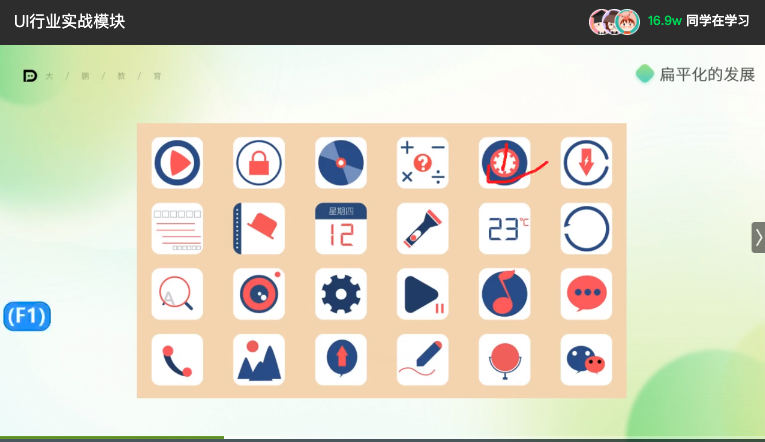 UI行业实战模块
16.9w 同学在学习
大 / 鹏 / 教 / 育
扁平化的发展
星期四
12
23℃
A
(F1)